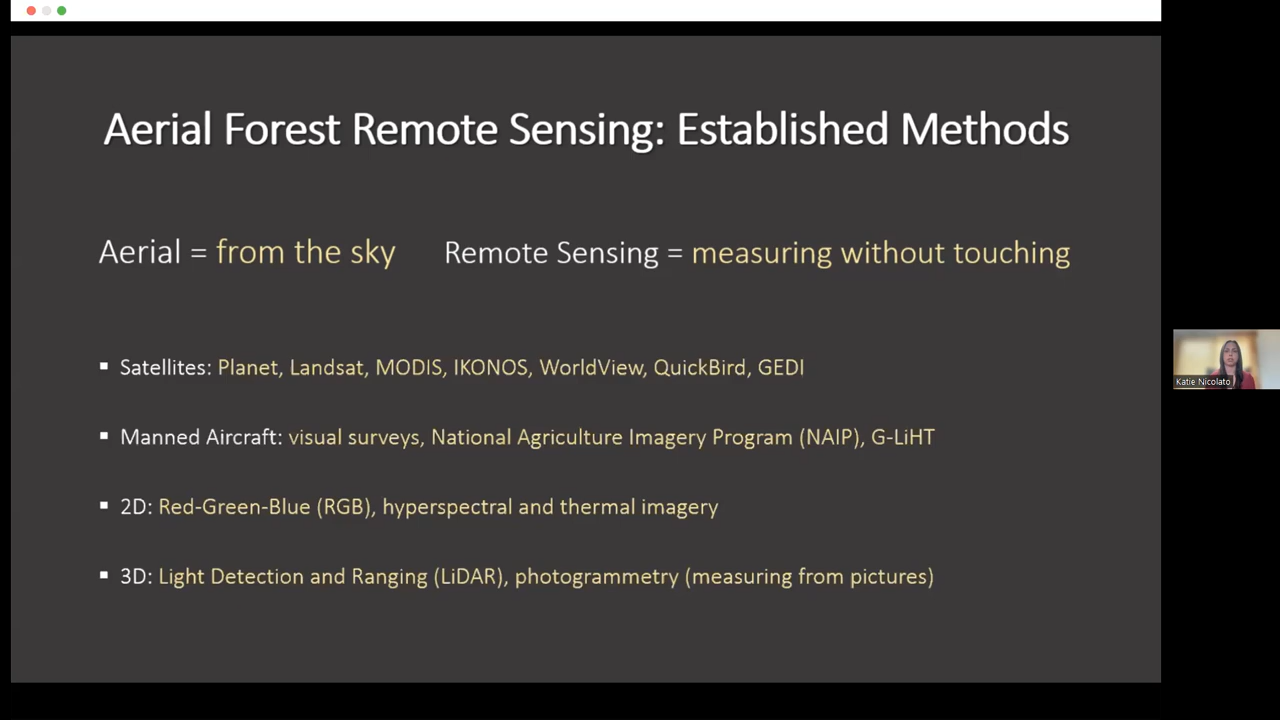 Aerial Forest Remote Sensing: Established Methods
Aerial = from the sky Remote Sensing = measuring without touching
▪ Satellites: Planet, Landsat, MODIS, IKONOS, WorldView, QuickBird, GEDI
▪ Manned Aircraft: visual surveys, National Agriculture Imagery Program (NAIP), G-LiHT
▪ 2D: Red-Green-Blue (RGB), hyperspectral and thermal imagery
▪ 3D: Light Detection and Ranging (LiDAR), photogrammetry (measuring from pictures)
Katie Nicolato